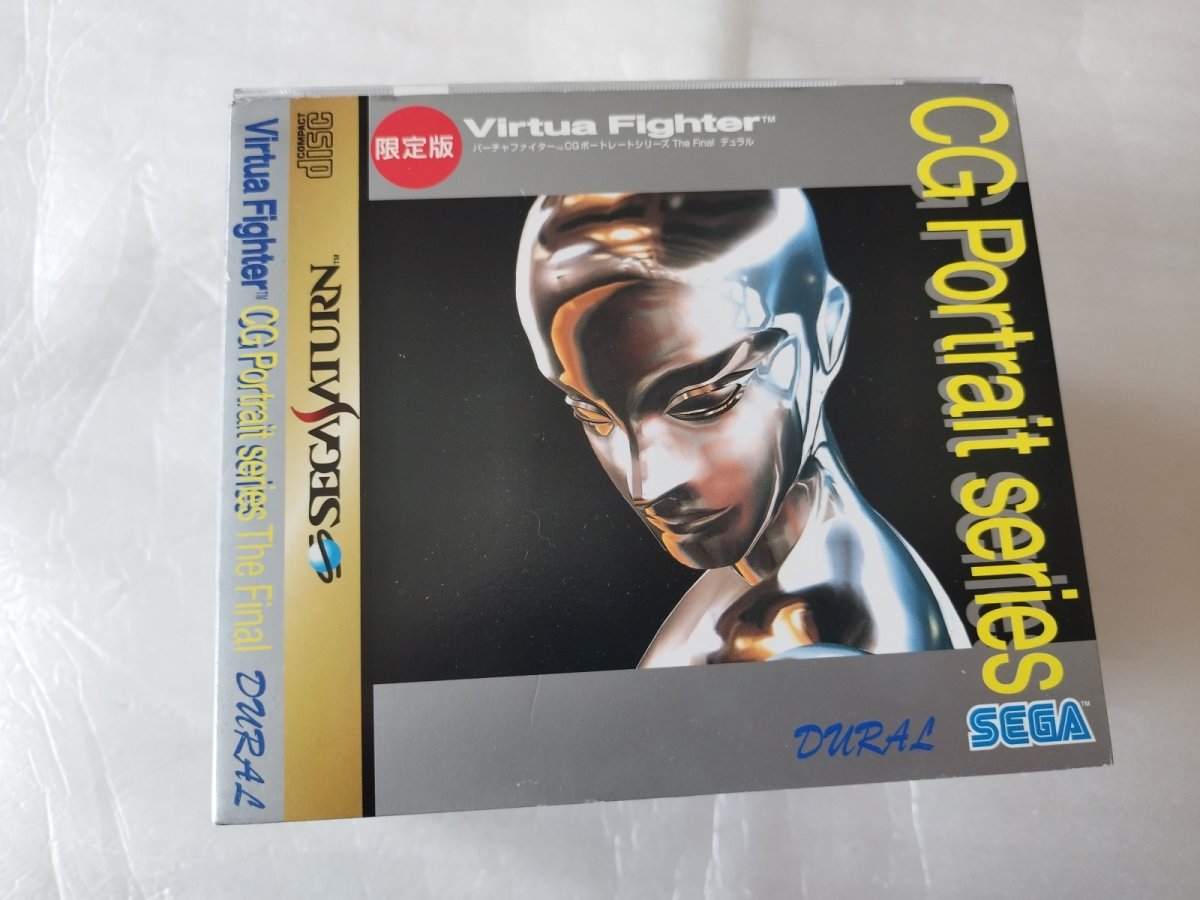 Virtua Fighter™ CG Portrait series The Final DURAL
COMPACT
disc
SEGA SATURN™
限定版
Virtua Fighter™
バーチャファイター™CGポートレートシリーズ The Final デュラル
CG Portrait series
DURAL
SEGA™